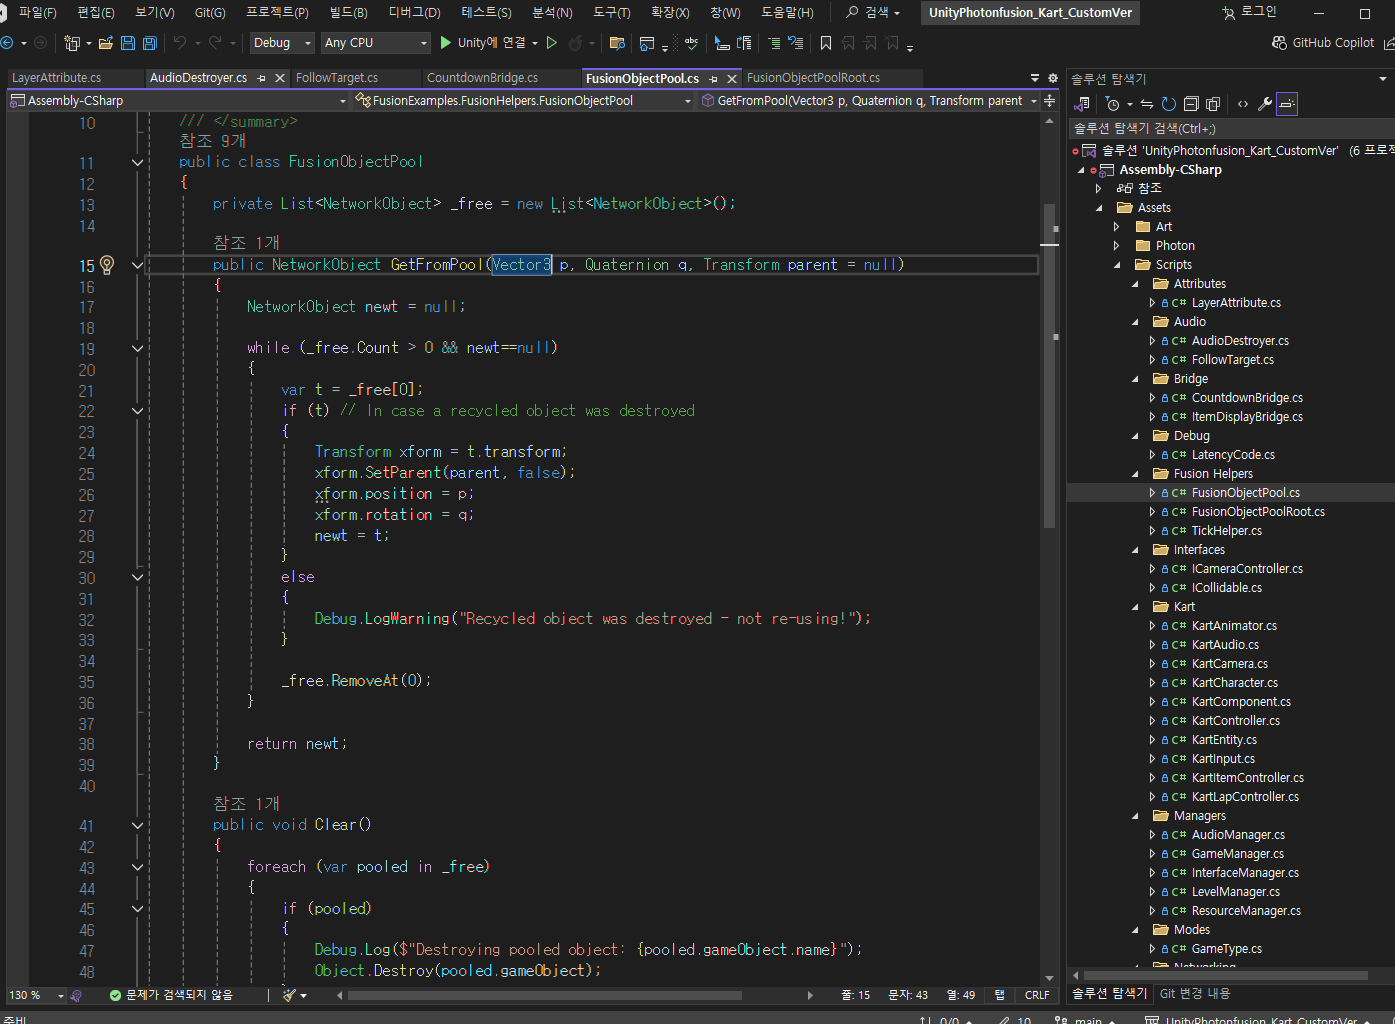 파일(F) 편집(E) 보기(V) Git(G) 프로젝트(P) 빌드(B) 디버그(D) 테스트(S) 분석(N) 도구(T) 확장(X) 창(W) 도움말(H) 검색 UnityPhotonfusion_Kart_CustomVer 로그인
Debug Any CPU Unity에 연결 GitHub Copilot
LayerAttribute.cs AudioDestroyer.cs FollowTarget.cs CountdownBridge.cs FusionObjectPool.cs FusionObjectPoolRoot.cs
Assembly-CSharp FusionExamples.FusionHelpers.FusionObjectPool GetFromPool(Vector3 p, Quaternion q, Transform parent
10 /// </summary>
참조 9개
11 public class FusionObjectPool
12 {
13 private List<NetworkObject> _free = new List<NetworkObject>();
14
참조 1개
15 public NetworkObject GetFromPool(Vector3 p, Quaternion q, Transform parent = null)
16 {
17 NetworkObject newt = null;
18
19 while (_free.Count > 0 && newt==null)
20 {
21 var t = _free[0];
22 if (t) // In case a recycled object was destroyed
23 {
24 Transform xform = t.transform;
25 xform.SetParent(parent, false);
26 xform.position = p;
27 xform.rotation = q;
28 newt = t;
29 }
30 else
31 {
32 Debug.LogWarning("Recycled object was destroyed - not re-using!");
33 }
34
35 _free.RemoveAt(0);
36 }
37
38 return newt;
39 }
40
참조 1개
41 public void Clear()
42 {
43 foreach (var pooled in _free)
44 {
45 if (pooled)
46 {
47 Debug.Log($"Destroying pooled object: {pooled.gameObject.name}");
48 Object.Destroy(pooled.gameObject);
130 % 문제가 검색되지 않음 줄: 15 문자: 43 열: 49 탭 CRLF
솔루션 탐색기
솔루션 탐색기 검색(Ctrl+;)
솔루션 'UnityPhotonfusion_Kart_CustomVer' (6 프로젝
Assembly-CSharp
참조
Assets
Art
Photon
Scripts
Attributes
C# LayerAttribute.cs
Audio
C# AudioDestroyer.cs
C# FollowTarget.cs
Bridge
C# CountdownBridge.cs
C# ItemDisplayBridge.cs
Debug
C# LatencyCode.cs
Fusion Helpers
C# FusionObjectPool.cs
C# FusionObjectPoolRoot.cs
C# TickHelper.cs
Interfaces
C# ICameraController.cs
C# ICollidable.cs
Kart
C# KartAnimator.cs
C# KartAudio.cs
C# KartCamera.cs
C# KartCharacter.cs
C# KartComponent.cs
C# KartController.cs
C# KartEntity.cs
C# KartInput.cs
C# KartItemController.cs
C# KartLapController.cs
Managers
C# AudioManager.cs
C# GameManager.cs
C# InterfaceManager.cs
C# LevelManager.cs
C# ResourceManager.cs
Modes
C# GameType.cs
Networking
솔루션 탐색기 Git 변경 내용
준비 0/0 10 main UnityPhotonfusion_Kart_CustomVer